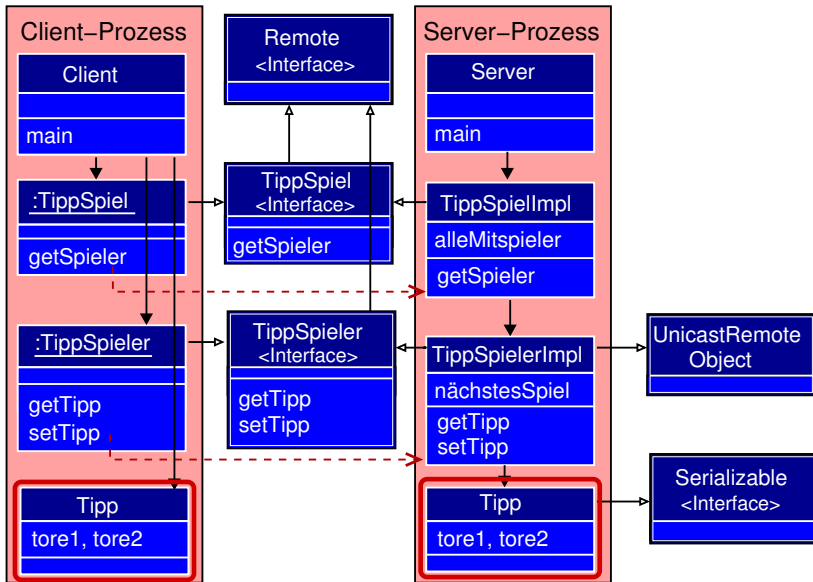 Client–Prozess
Client
main
:TippSpiel
getSpieler
:TippSpieler
getTipp
setTipp
Tipp
tore1, tore2
Remote
<Interface>
TippSpiel
<Interface>
getSpieler
TippSpieler
<Interface>
getTipp
setTipp
Server–Prozess
Server
main
TippSpielImpl
alleMitspieler
getSpieler
TippSpielerImpl
nächstesSpiel
getTipp
setTipp
Tipp
tore1, tore2
UnicastRemote
Object
Serializable
<Interface>